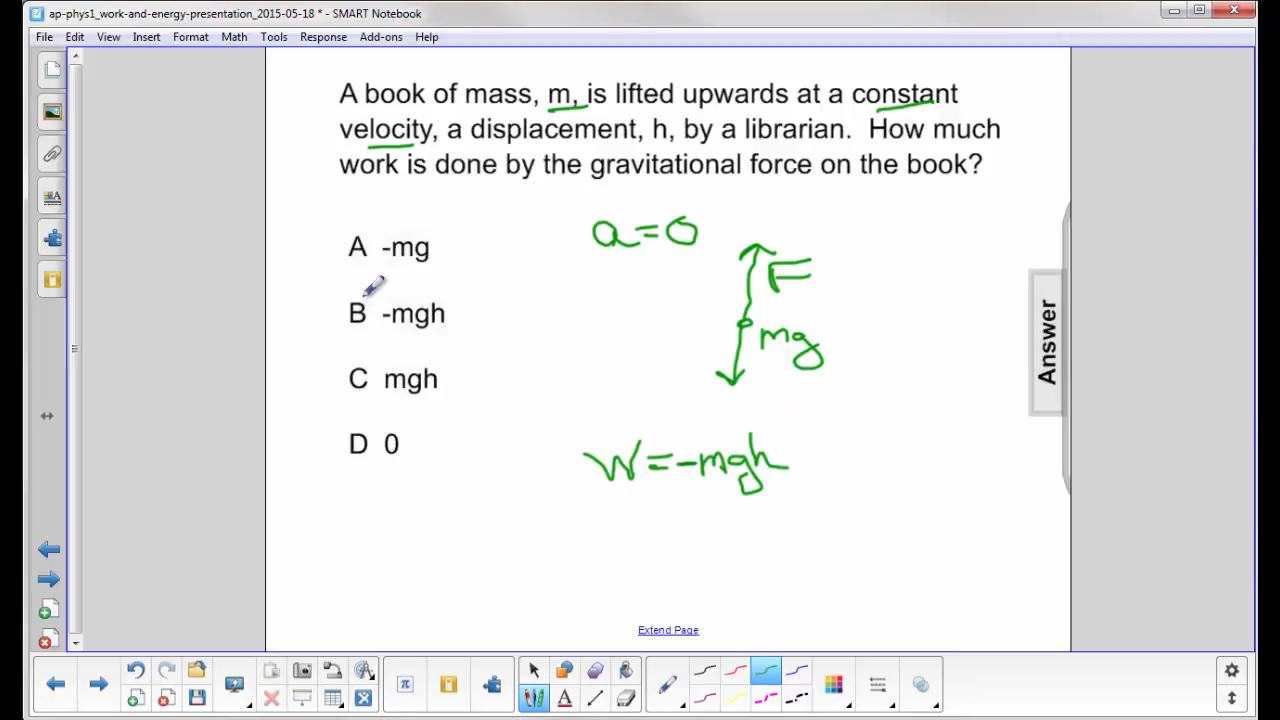 ap-phys1_work-and-energy-presentation_2015-05-18 * - SMART Notebook
File Edit View Insert Format Math Tools Response Add-ons Help
A book of mass, m, is lifted upwards at a constant
velocity, a displacement, h, by a librarian. How much
work is done by the gravitational force on the book?
a=0
A -mg
F
B -mgh
mg
C mgh
D 0
W=-mgh
Answer
Extend Page